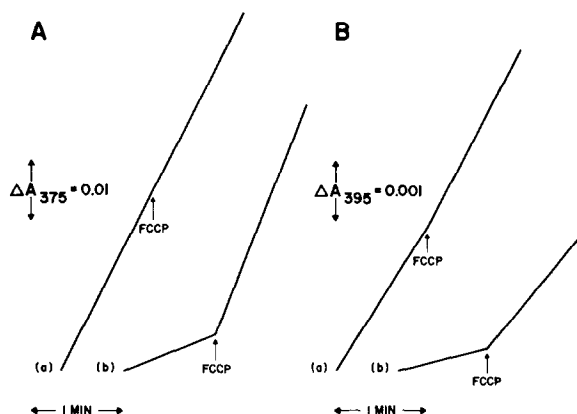 A
B
ΔA375 = 0.01
FCCP
(a)
(b)
FCCP
1 MIN
ΔA395 = 0.001
FCCP
(a)
(b)
FCCP
1 MIN